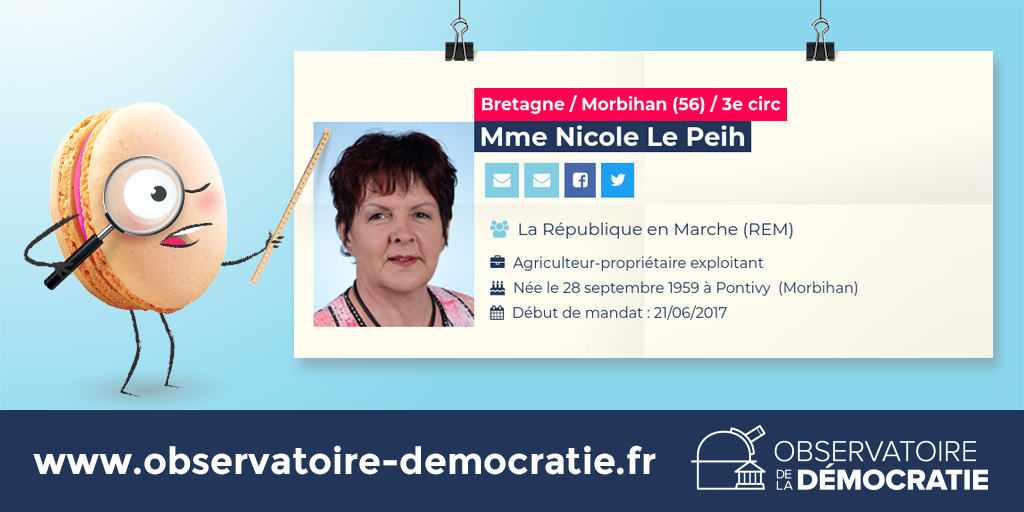 Bretagne / Morbihan (56) / 3e circ
Mme Nicole Le Peih
La République en Marche (REM)
Agriculteur-propriétaire exploitant
Née le 28 septembre 1959 à Pontivy (Morbihan)
Début de mandat : 21/06/2017
www.observatoire-democratie.fr
OBSERVATOIRE
DE LA DÉMOCRATIE